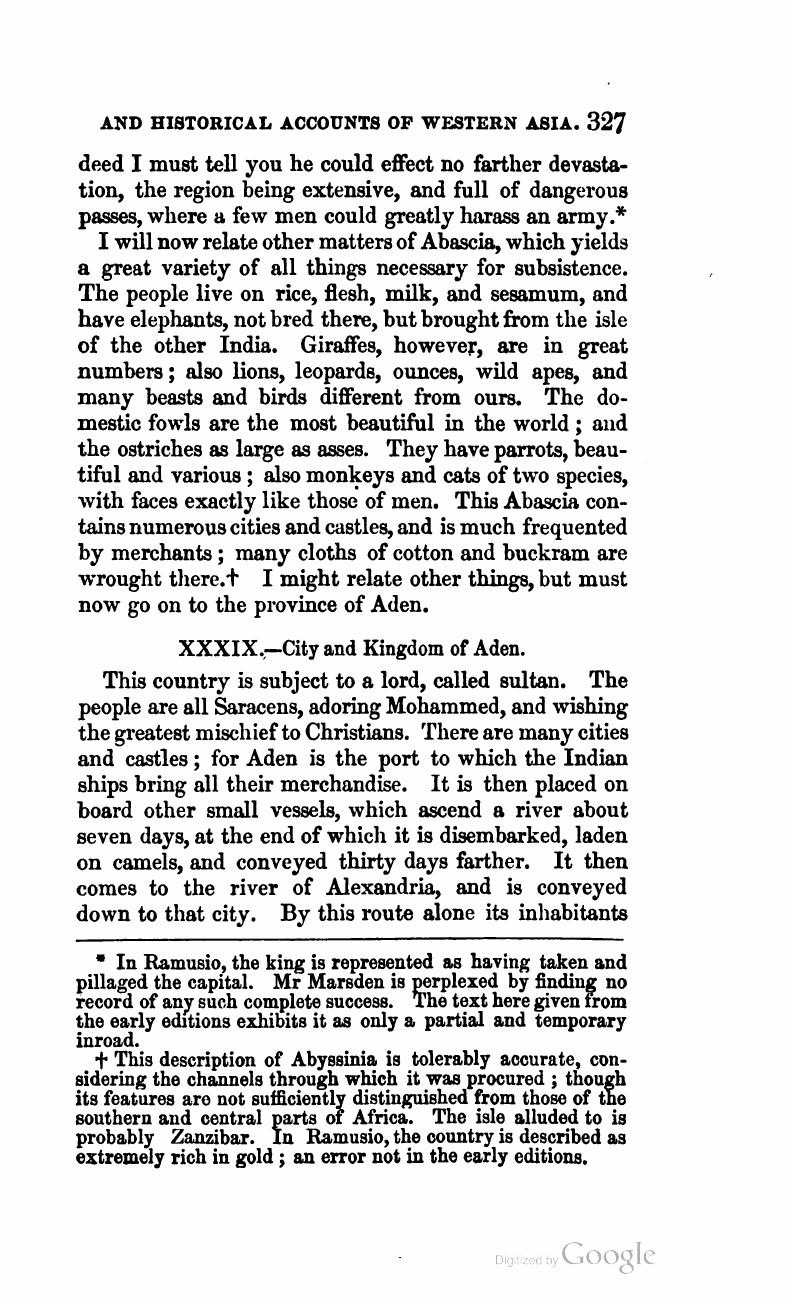 AND HISTORICAL ACCOUNTS OF WESTERN ASIA. 327
deed I must tell you he could effect no farther devasta-
tion, the region being extensive, and full of dangerous
passes, where a few men could greatly harass an army.*
I will now relate other matters of Abascia, which yields
a great variety of all things necessary for subsistence.
The people live on rice, flesh, milk, and sesamum, and
have elephants, not bred there, but brought from the isle
of the other India. Giraffes, however, are in great
numbers; also lions, leopards, ounces, wild apes, and
many beasts and birds different from ours. The do-
mestic fowls are the most beautiful in the world; and
the ostriches as large as asses. They have parrots, beau-
tiful and various; also monkeys and cats of two species,
with faces exactly like those of men. This Abascia con-
tains numerous cities and castles, and is much frequented
by merchants; many cloths of cotton and buckram are
wrought there.† I might relate other things, but must
now go on to the province of Aden.
XXXIX.—City and Kingdom of Aden.
This country is subject to a lord, called sultan. The
people are all Saracens, adoring Mohammed, and wishing
the greatest mischief to Christians. There are many cities
and castles; for Aden is the port to which the Indian
ships bring all their merchandise. It is then placed on
board other small vessels, which ascend a river about
seven days, at the end of which it is disembarked, laden
on camels, and conveyed thirty days farther. It then
comes to the river of Alexandria, and is conveyed
down to that city. By this route alone its inhabitants
* In Ramusio, the king is represented as having taken and
pillaged the capital. Mr Marsden is perplexed by finding no
record of any such complete success. The text here given from
the early editions exhibits it as only a partial and temporary
inroad.
† This description of Abyssinia is tolerably accurate, con-
sidering the channels through which it was procured; though
its features are not sufficiently distinguished from those of the
southern and central parts of Africa. The isle alluded to is
probably Zanzibar. In Ramusio, the country is described as
extremely rich in gold; an error not in the early editions.
Digitized by Google